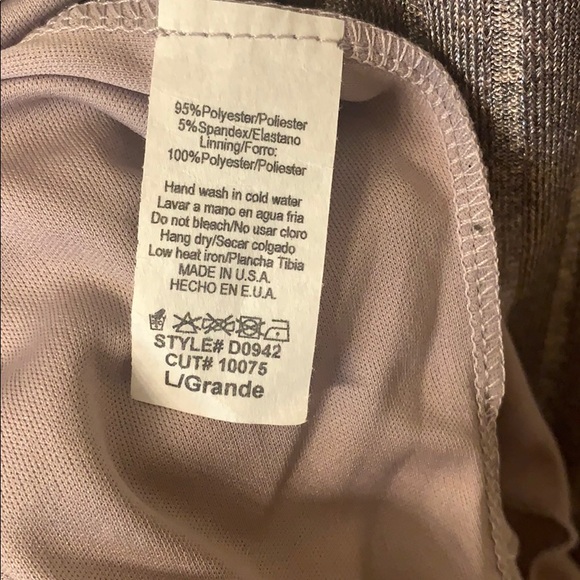 95%Polyester/Poliester
5%Spandex/Elastano
Linning/Forro:
100%Polyester/Poliester
Hand wash in cold water
Lavar a mano en agua fria
Do not bleach/No usar cloro
Hang dry/Secar colgado
Low heat iron/Plancha Tibia
MADE IN U.S.A.
HECHO EN E.U.A.
STYLE# D0942
CUT# 10075
L/Grande